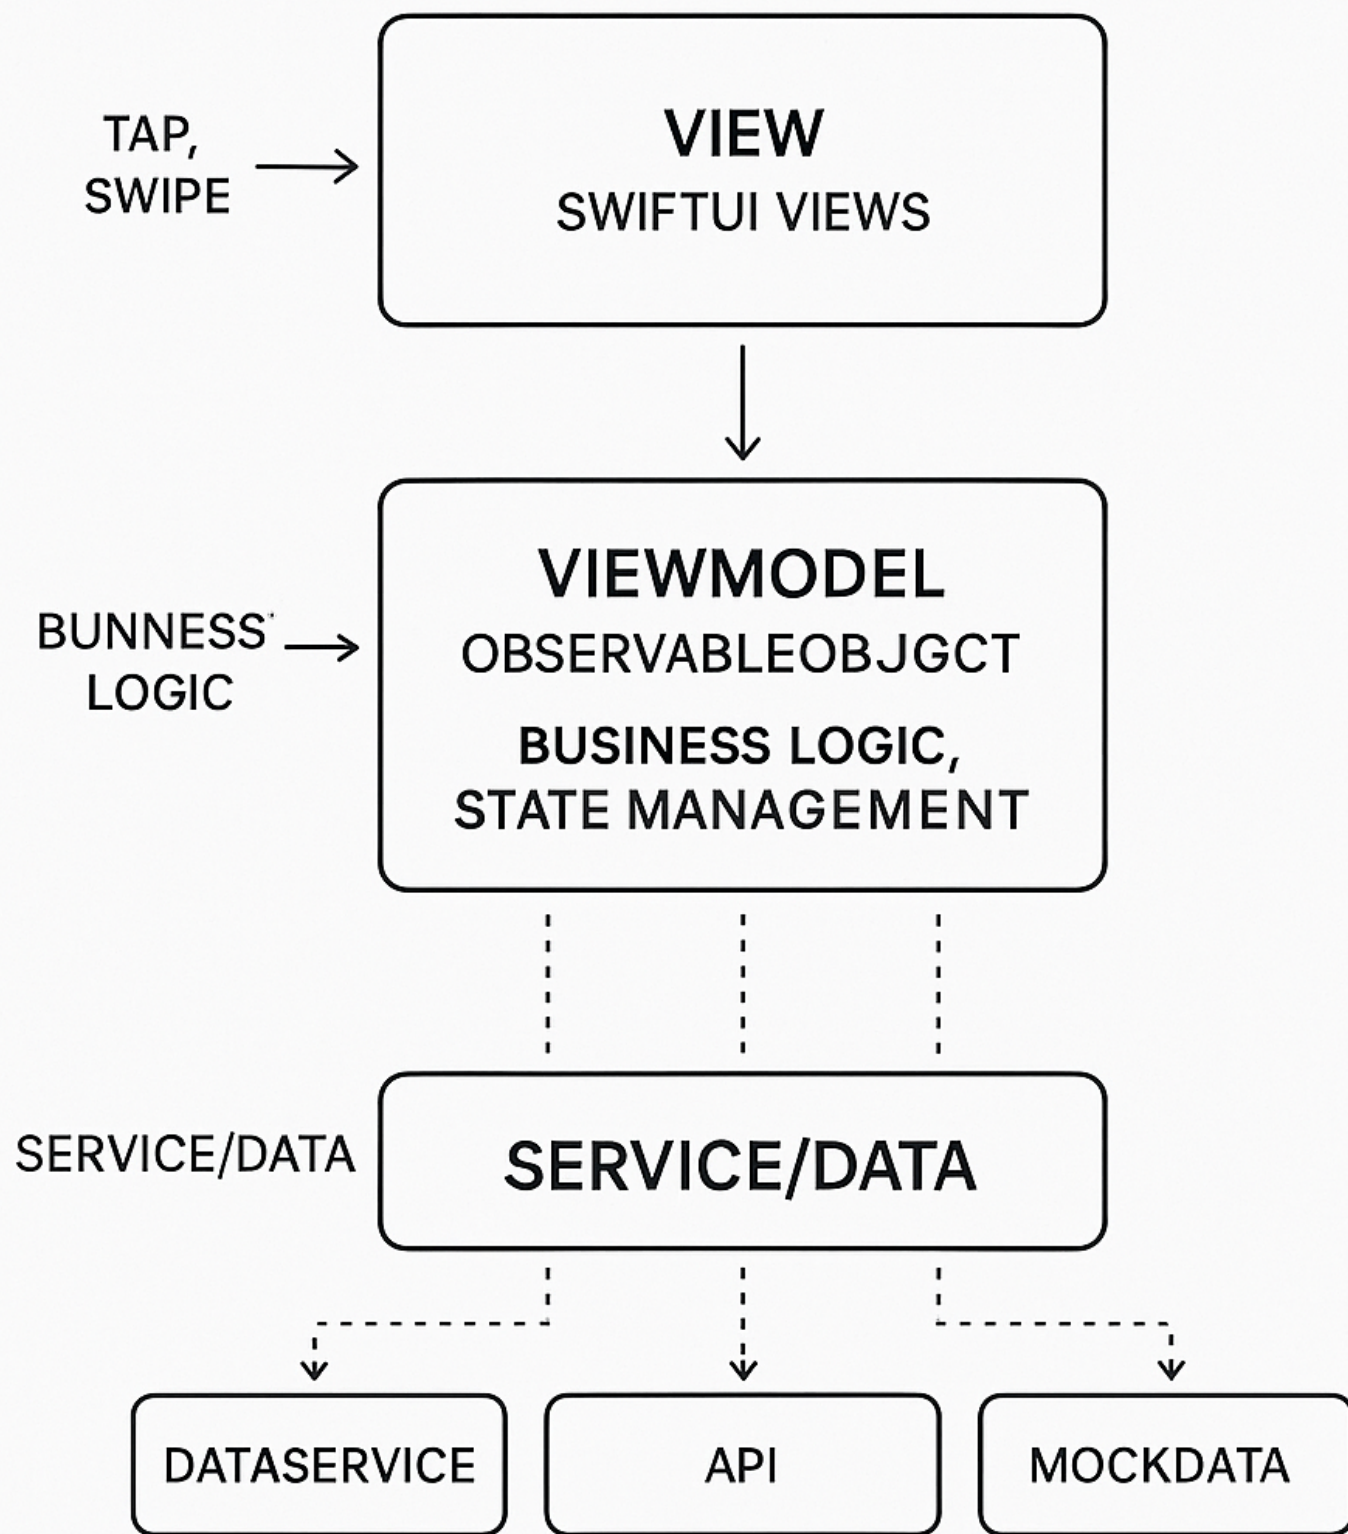 VIEW
SWIFTUI VIEWS
TAP,
SWIPE
VIEWMODEL
OBSERVABLEOBJGCT
BUSINESS LOGIC,
STATE MANAGEMENT
BUNNESS
LOGIC
SERVICE/DATA
SERVICE/DATA
DATASERVICE
API
MOCKDATA